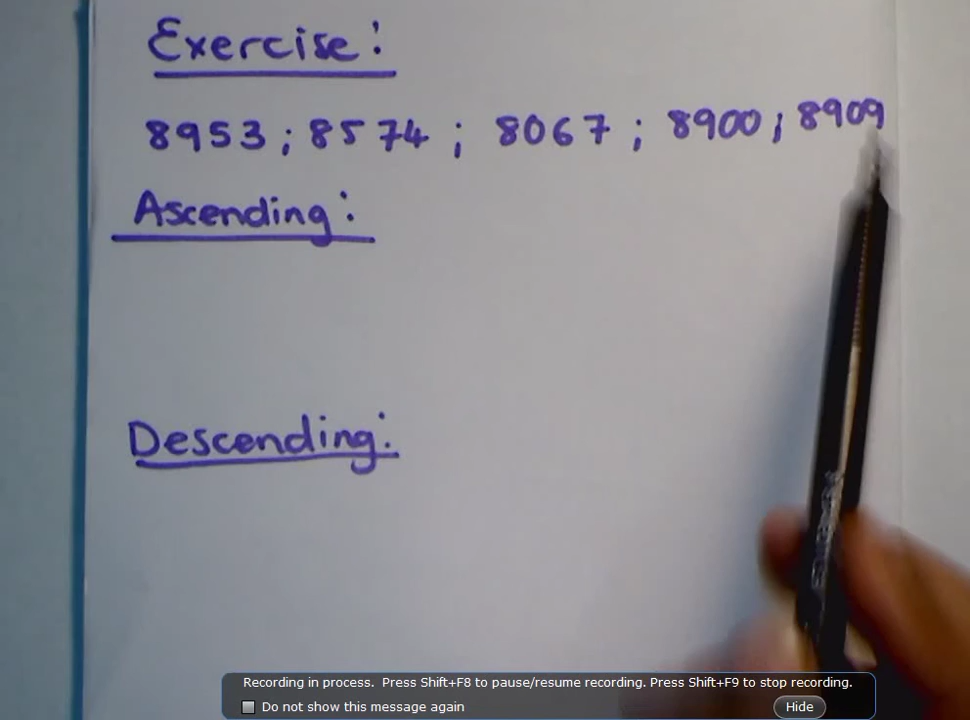 Exercise:
8953 ; 8574 ; 8067 ; 8900 ; 8909
Ascending:
Descending:
Recording in process. Press Shift+F8 to pause/resume recording. Press Shift+F9 to stop recording.
Do not show this message again
Hide